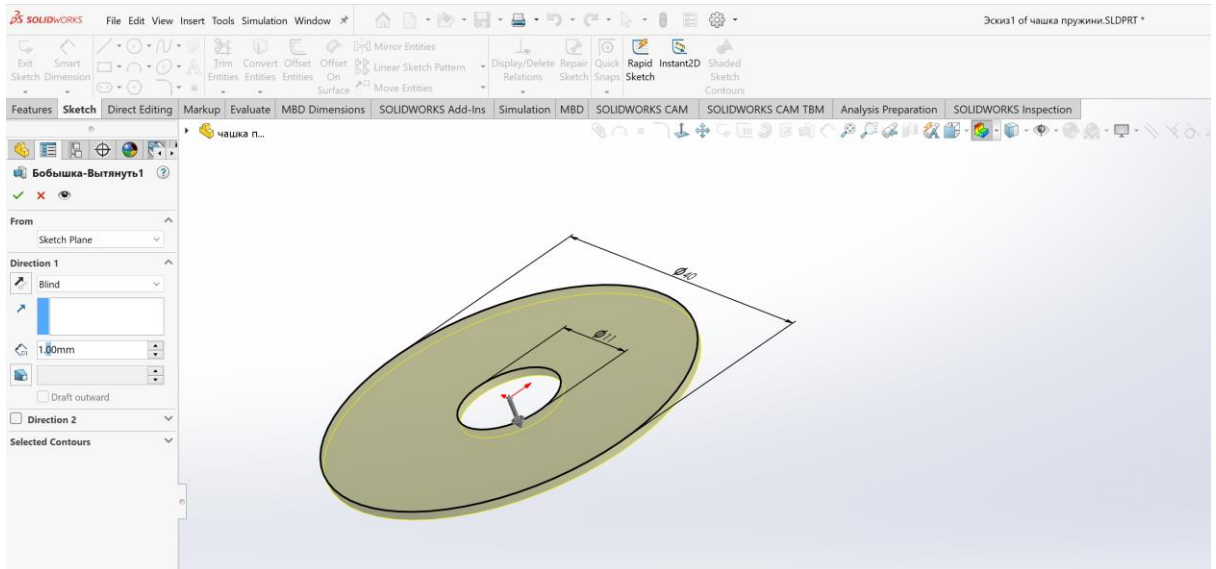 SOLIDWORKS File Edit View Insert Tools Simulation Window Эскиз1 of чашка пружини.SLDPRT *
Exit Sketch
Smart Dimension
Trim Entities
Convert Entities
Offset Entities
Offset On Surface
Mirror Entities
Linear Sketch Pattern
Move Entities
Display/Delete Relations
Repair Sketch
Quick Snaps
Rapid Sketch
Instant2D
Shaded Sketch Contours
Features Sketch Direct Editing Markup Evaluate MBD Dimensions SOLIDWORKS Add-Ins Simulation MBD SOLIDWORKS CAM SOLIDWORKS CAM TBM Analysis Preparation SOLIDWORKS Inspection
чашка п...
Бобышка-Вытянуть1
From
Sketch Plane
Direction 1
Blind
1.00mm
Draft outward
Direction 2
Selected Contours
Ø40
Ø17